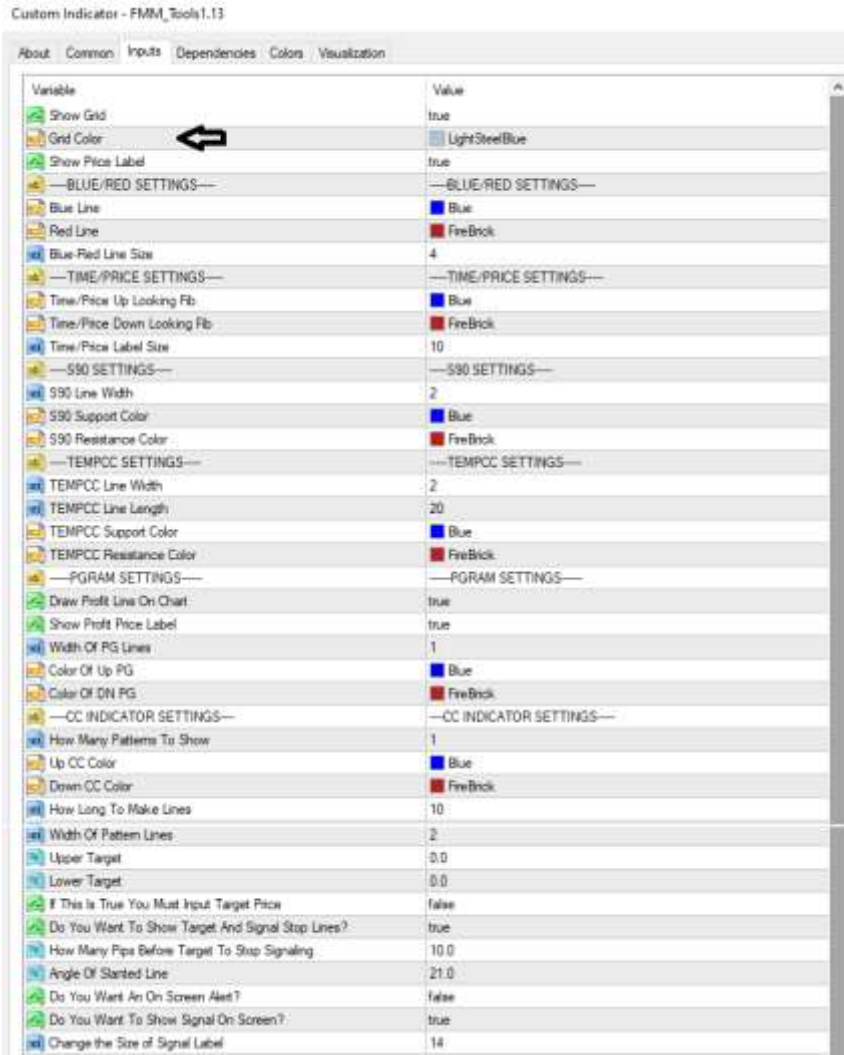 Custom Indicator - FMM_Tools1.13
About Common Inputs Dependencies Colors Visualization
Variable Value
Show Grid true
Grid Color LightSteelBlue
Show Price Label true
----BLUE/RED SETTINGS---- ----BLUE/RED SETTINGS----
Blue Line Blue
Red Line FireBrick
Blue-Red Line Size 4
----TIME/PRICE SETTINGS---- ----TIME/PRICE SETTINGS----
Time/Price Up Looking Fib Blue
Time/Price Down Looking Fib FireBrick
Time/Price Label Size 10
----S90 SETTINGS---- ----S90 SETTINGS----
S90 Line Width 2
S90 Support Color Blue
S90 Resistance Color FireBrick
----TEMPCC SETTINGS---- ----TEMPCC SETTINGS----
TEMPCC Line Width 2
TEMPCC Line Length 20
TEMPCC Support Color Blue
TEMPCC Resistance Color FireBrick
-----PGRAM SETTINGS----- -----PGRAM SETTINGS-----
Draw Profit Line On Chart true
Show Profit Price Label true
Width Of PG Lines 1
Color Of Up PG Blue
Color Of DN PG FireBrick
----CC INDICATOR SETTINGS---- ----CC INDICATOR SETTINGS----
How Many Patterns To Show 1
Up CC Color Blue
Down CC Color FireBrick
How Long To Make Lines 10
Width Of Pattern Lines 2
Upper Target 0.0
Lower Target 0.0
If This Is True You Must Input Target Price false
Do You Want To Show Target And Signal Stop Lines? true
How Many Pips Before Target To Stop Signaling 10.0
Angle Of Slanted Line 21.0
Do You Want An On Screen Alert? false
Do You Want To Show Signal On Screen? true
Change the Size of Signal Label 14